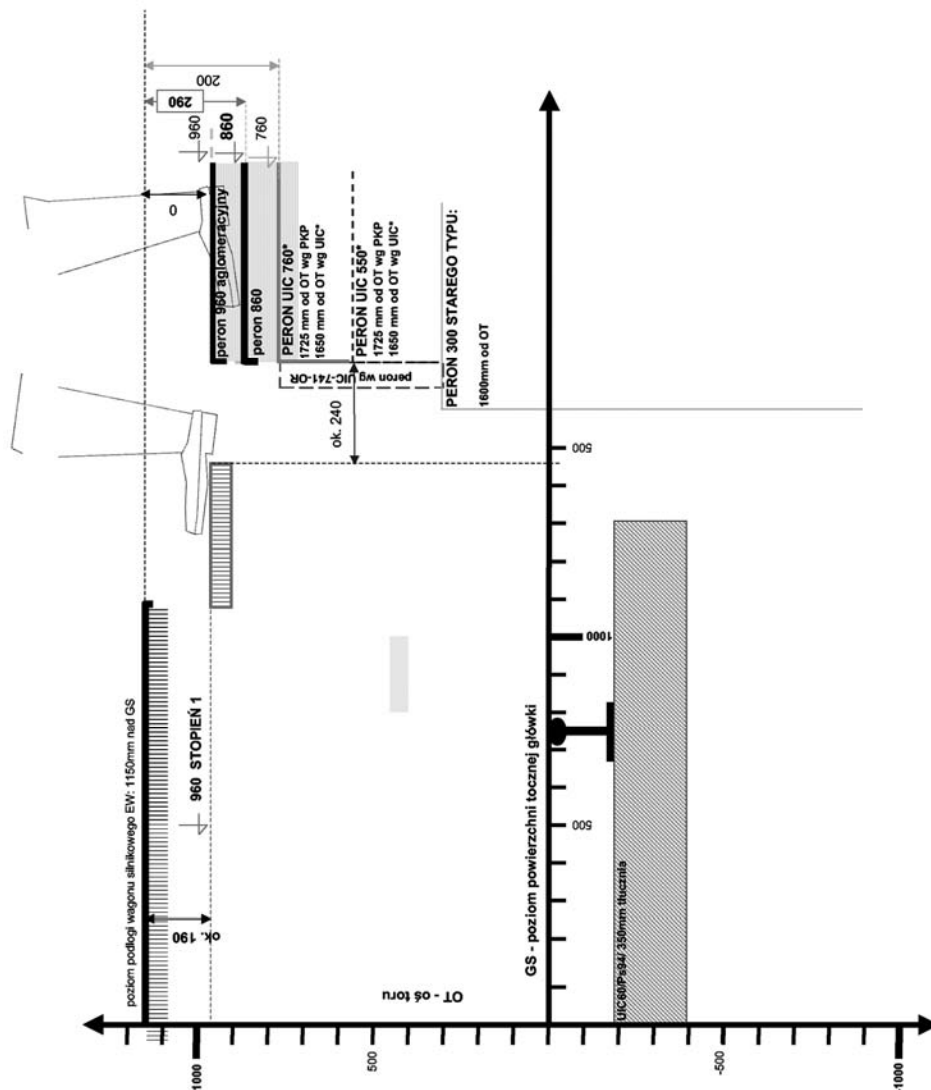 200
290
960
860
760
0
peron 960 aglomeracyjny
peron 860
PERON UIC 760*
1725 mm od OT wg PKP
1650 mm od OT wg UIC*
PERON UIC 550*
1725 mm od OT wg PKP
1650 mm od OT wg UIC*
peron wg UIC-741-OR
PERON 300 STAREGO TYPU:
1600mm od OT
ok. 240
poziom podłogi wagonu silnikowego EW: 1150mm nad GS
960 STOPIEŃ 1
ok. 190
GS - poziom powierzchni tocznej główki
500
1000
500
UIC60/Ps94/ 350mm tłucznia
OT - oś toru
1000
500
-500
-1000